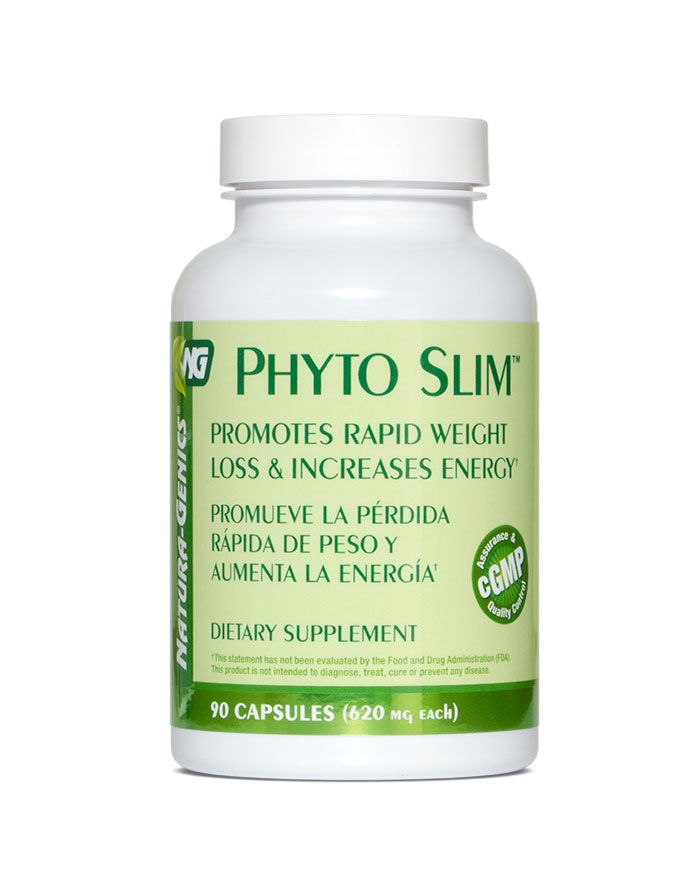 NG
PHYTO SLIM™
NATURA-GENICS™
PROMOTES RAPID WEIGHT
LOSS & INCREASES ENERGY†
PROMUEVE LA PÉRDIDA
RÁPIDA DE PESO Y
AUMENTA LA ENERGÍA†
Assurance &
CGMP
Quality Control
DIETARY SUPPLEMENT
†This statement has not been evaluated by the Food and Drug Administration (FDA).
This product is not intended to diagnose, treat, cure or prevent any disease.
90 CAPSULES (620 MG EACH)